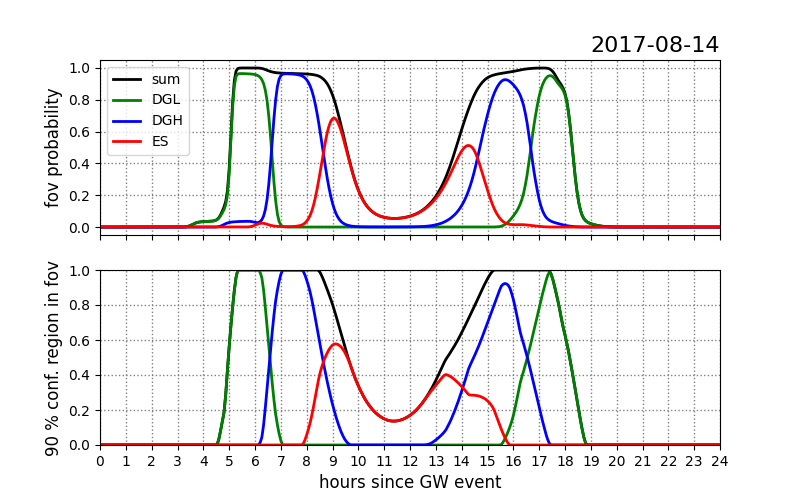 2017-08-14
fov probability
1.0
0.8
0.6
0.4
0.2
0.0
sum
DGL
DGH
ES
90 % conf. region in fov
1.0
0.8
0.6
0.4
0.2
0.0
0 1 2 3 4 5 6 7 8 9 10 11 12 13 14 15 16 17 18 19 20 21 22 23 24
hours since GW event